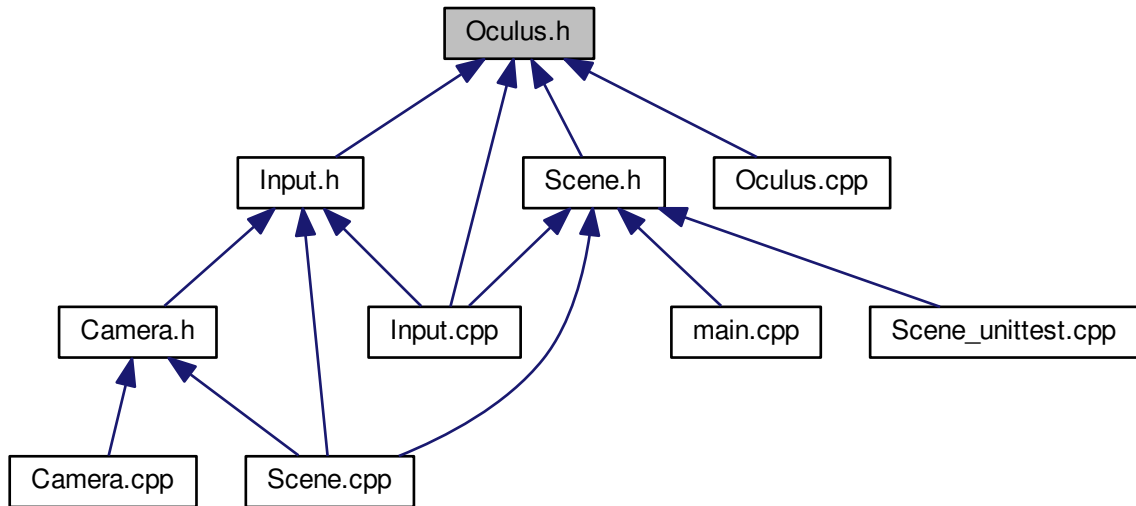 Oculus.h
Input.h
Scene.h
Oculus.cpp
Camera.h
Input.cpp
main.cpp
Scene_unittest.cpp
Camera.cpp
Scene.cpp